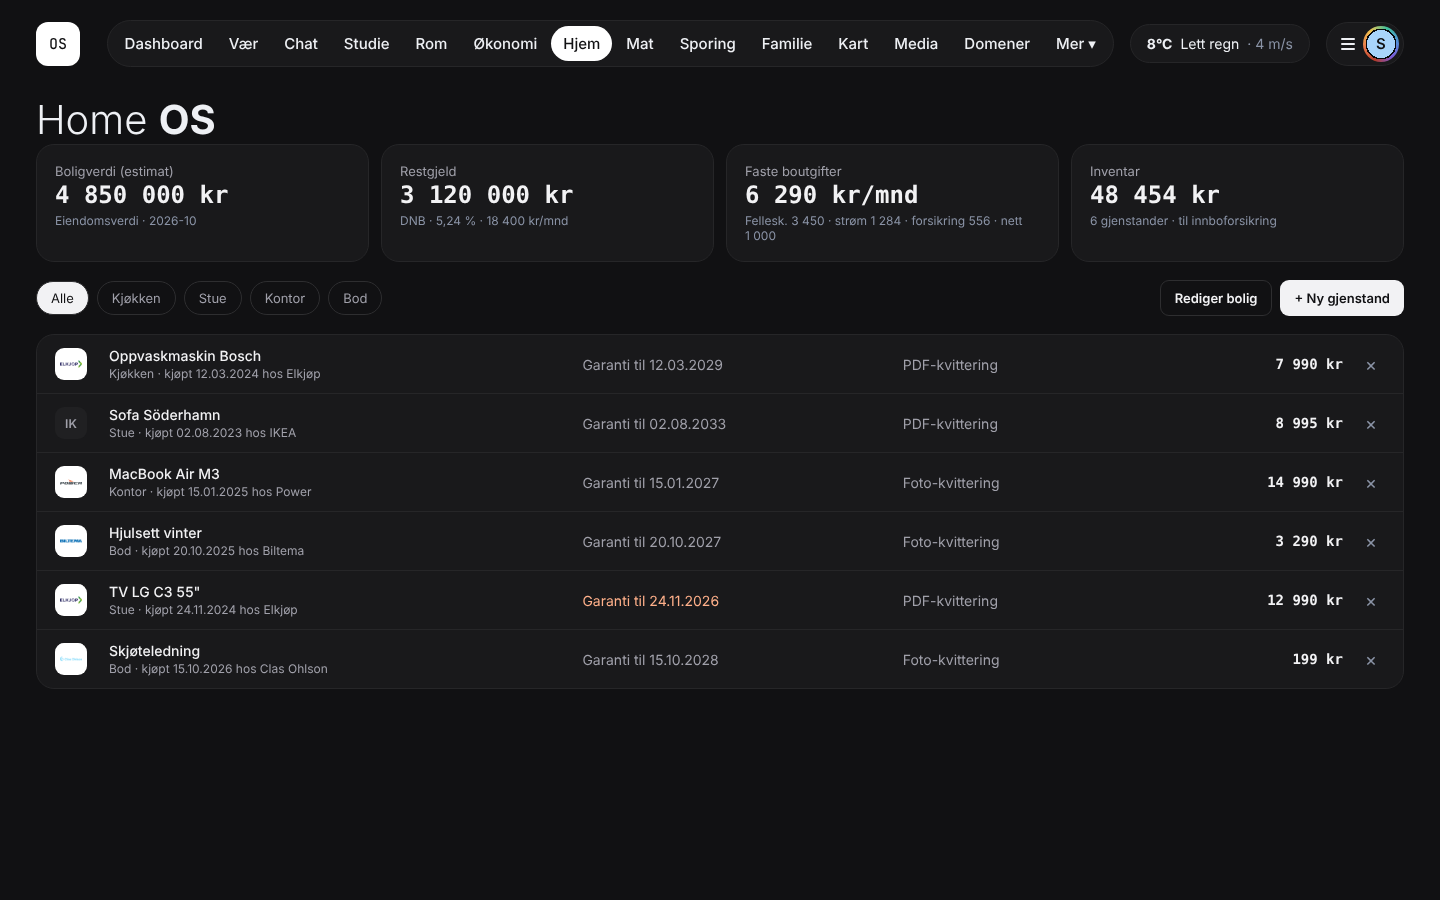 OS
Dashboard Vær Chat Studie Rom Økonomi Hjem Mat Sporing Familie Kart Media Domener Mer ▾
8°C Lett regn · 4 m/s
S
Home OS
Boligverdi (estimat)
4 850 000 kr
Eiendomsverdi · 2026-10
Restgjeld
3 120 000 kr
DNB · 5,24 % · 18 400 kr/mnd
Faste boutgifter
6 290 kr/mnd
Fellesk. 3 450 · strøm 1 284 · forsikring 556 · nett
1 000
Inventar
48 454 kr
6 gjenstander · til innboforsikring
Alle Kjøkken Stue Kontor Bod
Rediger bolig + Ny gjenstand
ELKJØP
Oppvaskmaskin Bosch
Kjøkken · kjøpt 12.03.2024 hos Elkjøp
Garanti til 12.03.2029
PDF-kvittering
7 990 kr ×
IK
Sofa Söderhamn
Stue · kjøpt 02.08.2023 hos IKEA
Garanti til 02.08.2033
PDF-kvittering
8 995 kr ×
POWER
MacBook Air M3
Kontor · kjøpt 15.01.2025 hos Power
Garanti til 15.01.2027
Foto-kvittering
14 990 kr ×
BILTEMA
Hjulsett vinter
Bod · kjøpt 20.10.2025 hos Biltema
Garanti til 20.10.2027
Foto-kvittering
3 290 kr ×
ELKJØP
TV LG C3 55"
Stue · kjøpt 24.11.2024 hos Elkjøp
Garanti til 24.11.2026
PDF-kvittering
12 990 kr ×
Skjøteledning
Bod · kjøpt 15.10.2026 hos Clas Ohlson
Garanti til 15.10.2028
Foto-kvittering
199 kr ×